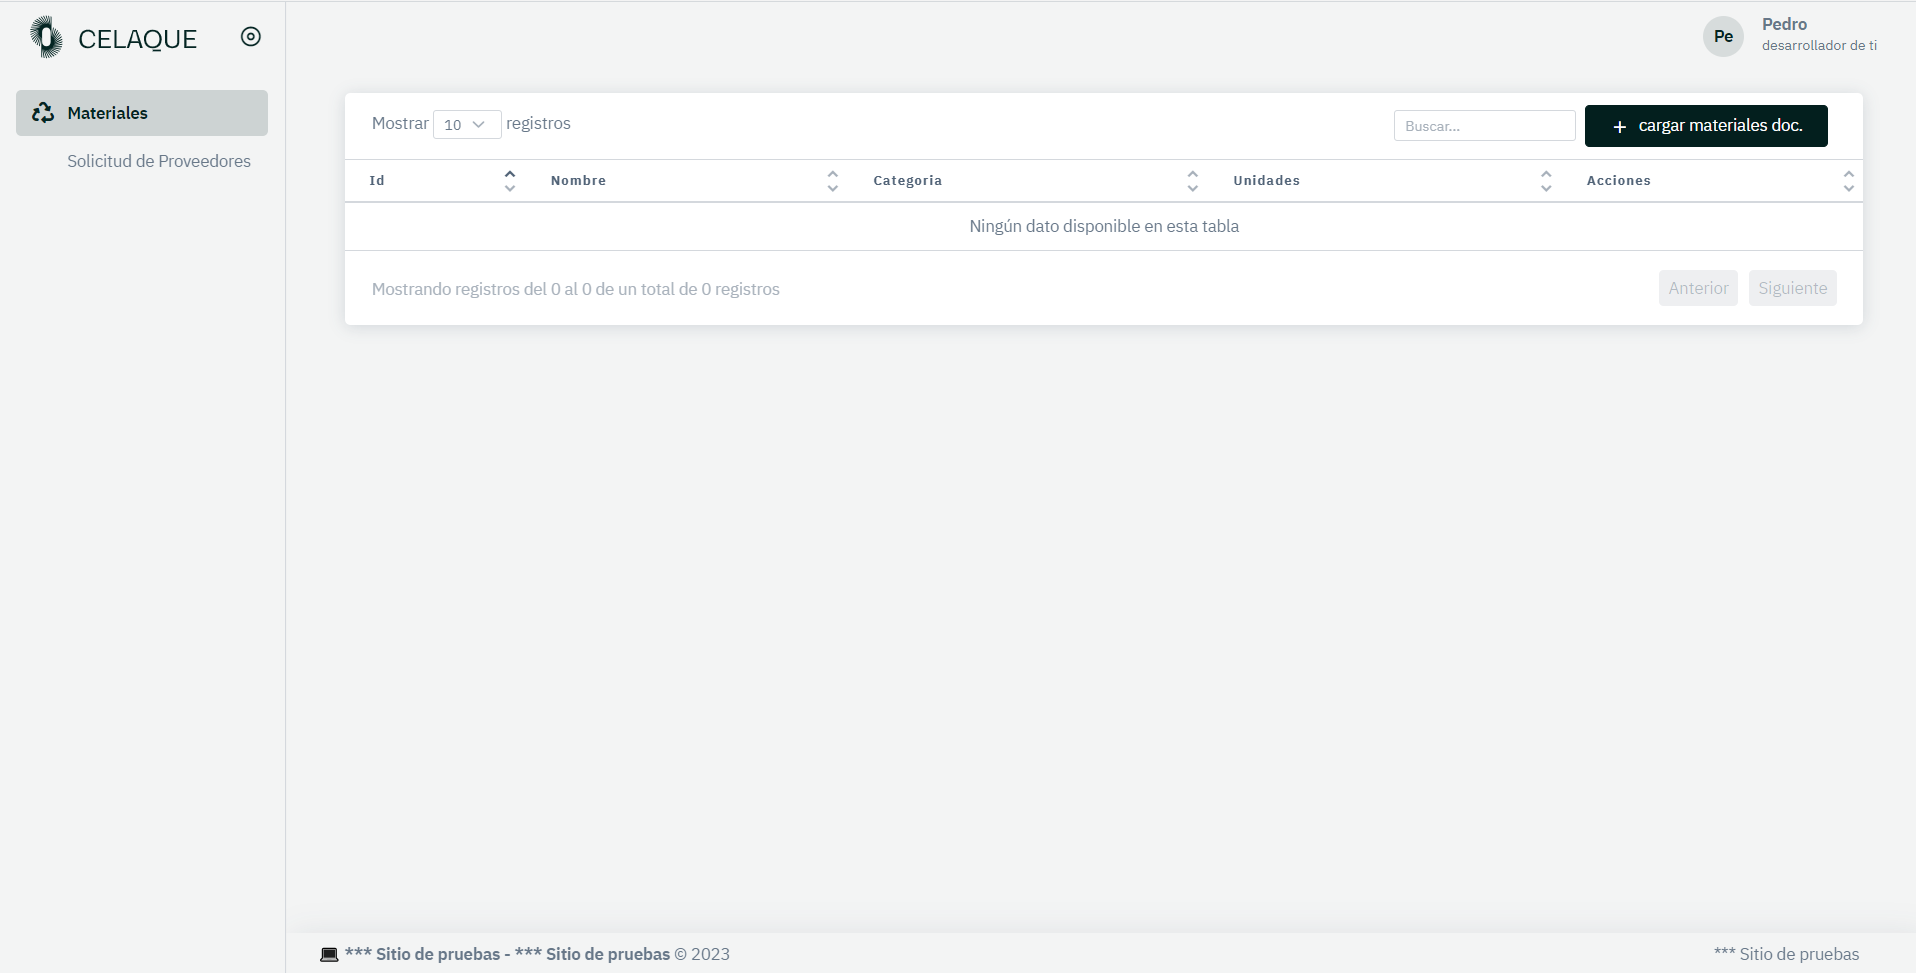 CELAQUE
Pe
Pedro
desarrollador de ti
Materiales
Solicitud de Proveedores
Mostrar 10 registros
Buscar...
+ cargar materiales doc.
Id Nombre Categoria Unidades Acciones
Ningún dato disponible en esta tabla
Mostrando registros del 0 al 0 de un total de 0 registros
Anterior Siguiente
*** Sitio de pruebas - *** Sitio de pruebas © 2023
*** Sitio de pruebas